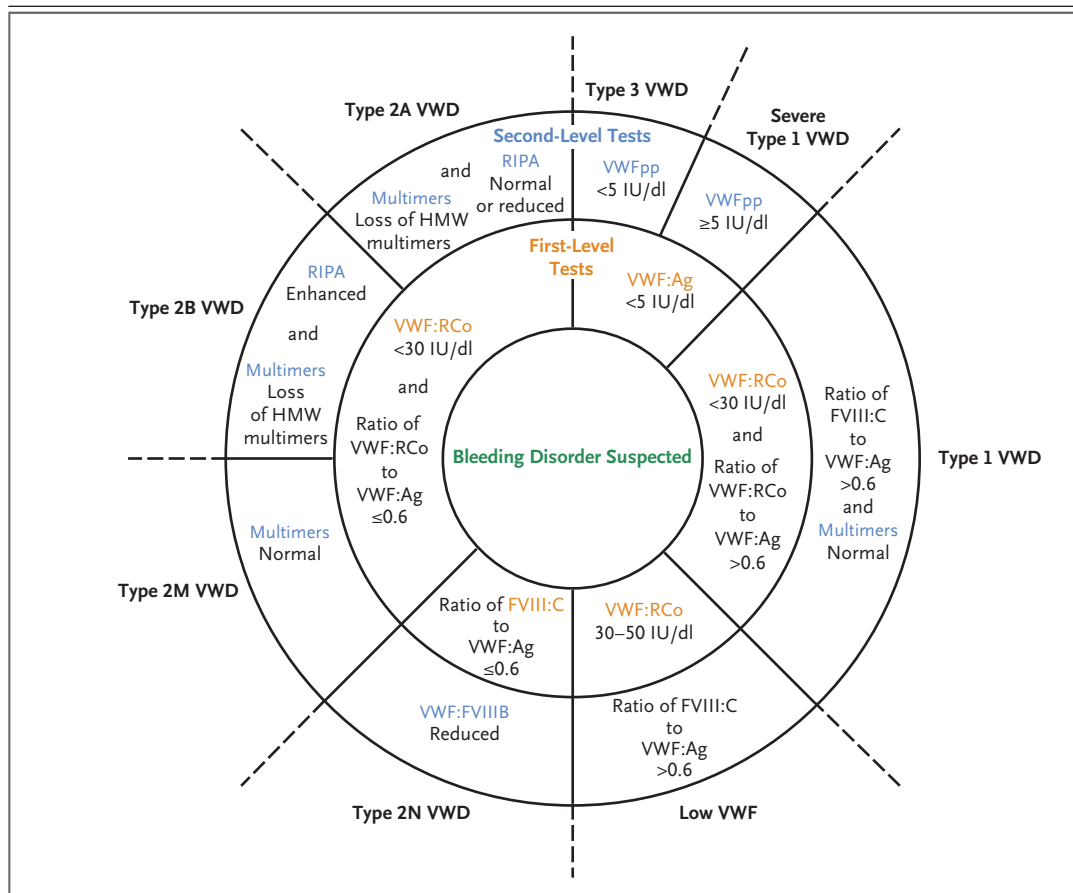 Type 3 VWD
Type 2A VWD
Severe
Type 1 VWD
Second-Level Tests
and
RIPA
Normal
or reduced
Multimers
Loss of HMW
multimers
VWFpp
<5 IU/dl
VWFpp
≥5 IU/dl
First-Level
Tests
VWF:Ag
<5 IU/dl
Type 2B VWD
RIPA
Enhanced
and
Multimers
Loss
of HMW
multimers
VWF:RCo
<30 IU/dl
and
Ratio of
VWF:RCo
to
VWF:Ag
≤0.6
Bleeding Disorder Suspected
VWF:RCo
<30 IU/dl
and
Ratio of
VWF:RCo
to
VWF:Ag
>0.6
Ratio of
FVIII:C
to
VWF:Ag
>0.6
and
Multimers
Normal
Type 1 VWD
Multimers
Normal
Type 2M VWD
Ratio of FVIII:C
to
VWF:Ag
≤0.6
VWF:RCo
30–50 IU/dl
VWF:FVIIIB
Reduced
Ratio of FVIII:C
to
VWF:Ag
>0.6
Type 2N VWD
Low VWF